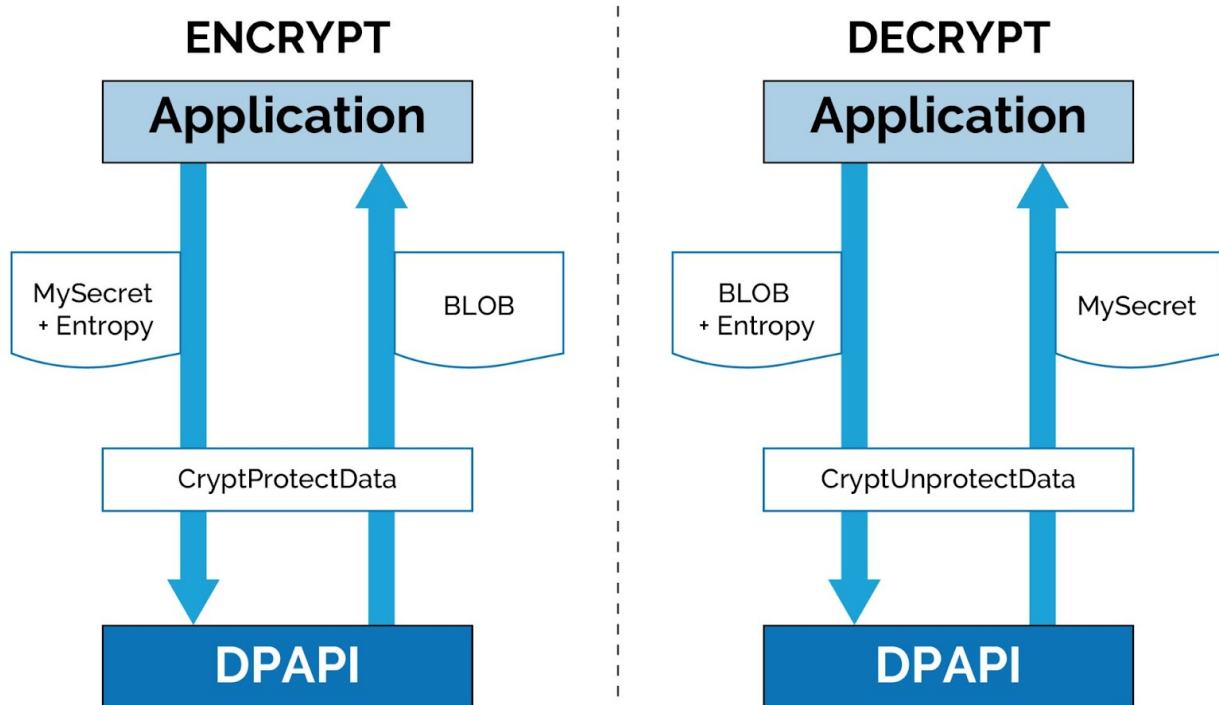 ENCRYPT
Application
MySecret
+ Entropy
BLOB
CryptProtectData
DPAPI
DECRYPT
Application
BLOB
+ Entropy
MySecret
CryptUnprotectData
DPAPI